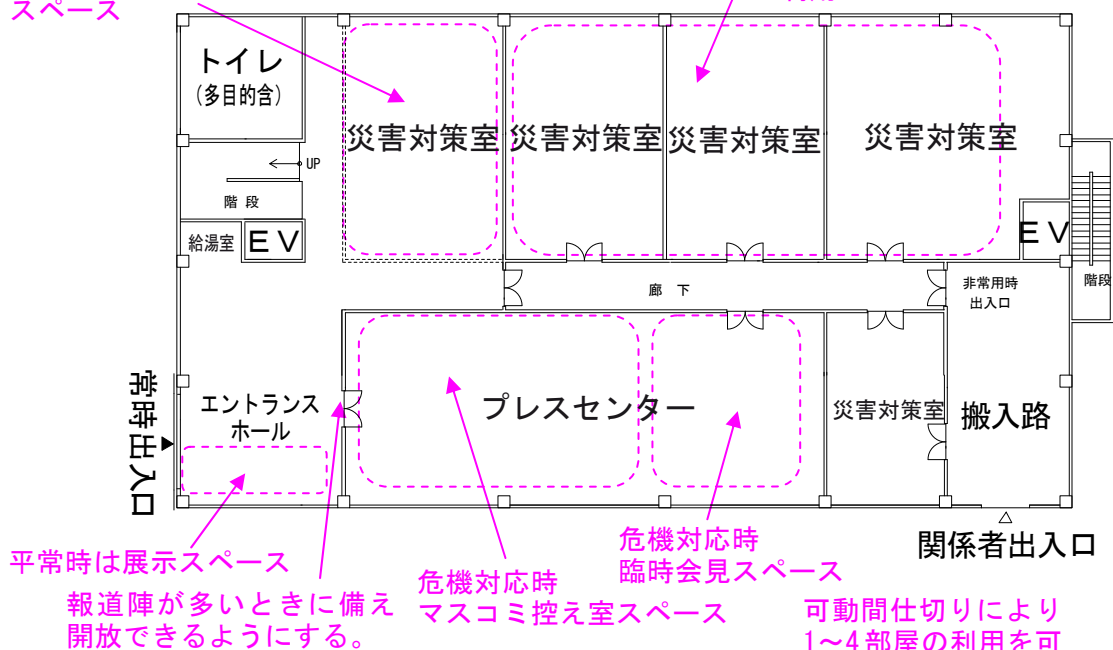 スペース
トイレ
(多目的含)
災害対策室
災害対策室
災害対策室
災害対策室
UP
階 段
給湯室
EV
EV
廊 下
非常用時
出入口
階段
常時出入口
エントランス
ホール
プレスセンター
災害対策室
搬入路
関係者出入口
平常時は展示スペース
報道陣が多いときに備え
開放できるようにする。
危機対応時
マスコミ控え室スペース
危機対応時
臨時会見スペース
可動間仕切りにより
1～4部屋の利用を可